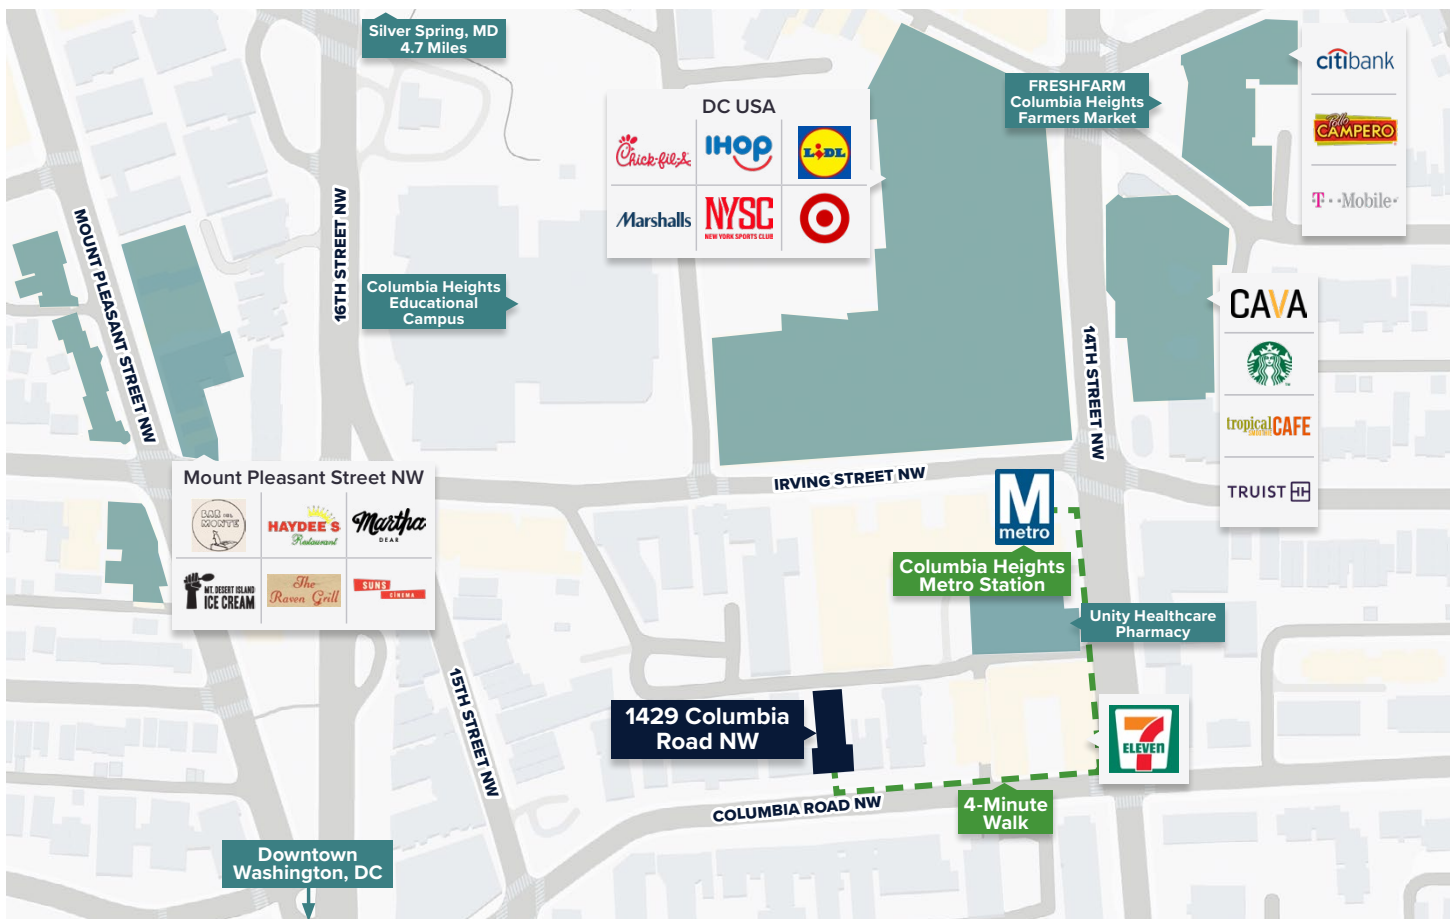 Silver Spring, MD
4.7 Miles
DC USA
Chick-fil-A
IHOP
LIDL
Marshalls
NYSC
NEW YORK SPORTS CLUB
FRESHFARM
Columbia Heights
Farmers Market
citibank
Pollo
CAMPERO
T··Mobile·
MOUNT PLEASANT STREET NW
16TH STREET NW
Columbia Heights
Educational
Campus
14TH STREET NW
CAVA
tropical CAFE
SMOOTHIE
TRUIST
Mount Pleasant Street NW
BAR DEL
MONTE
HAYDEE'S
Restaurant
Martha
DEAR
MT. DESERT ISLAND
ICE CREAM
The
Raven Grill
SUNS
CINEMA
IRVING STREET NW
M
metro
Columbia Heights
Metro Station
Unity Healthcare
Pharmacy
15TH STREET NW
1429 Columbia
Road NW
7
ELEVEN
COLUMBIA ROAD NW
4-Minute
Walk
Downtown
Washington, DC